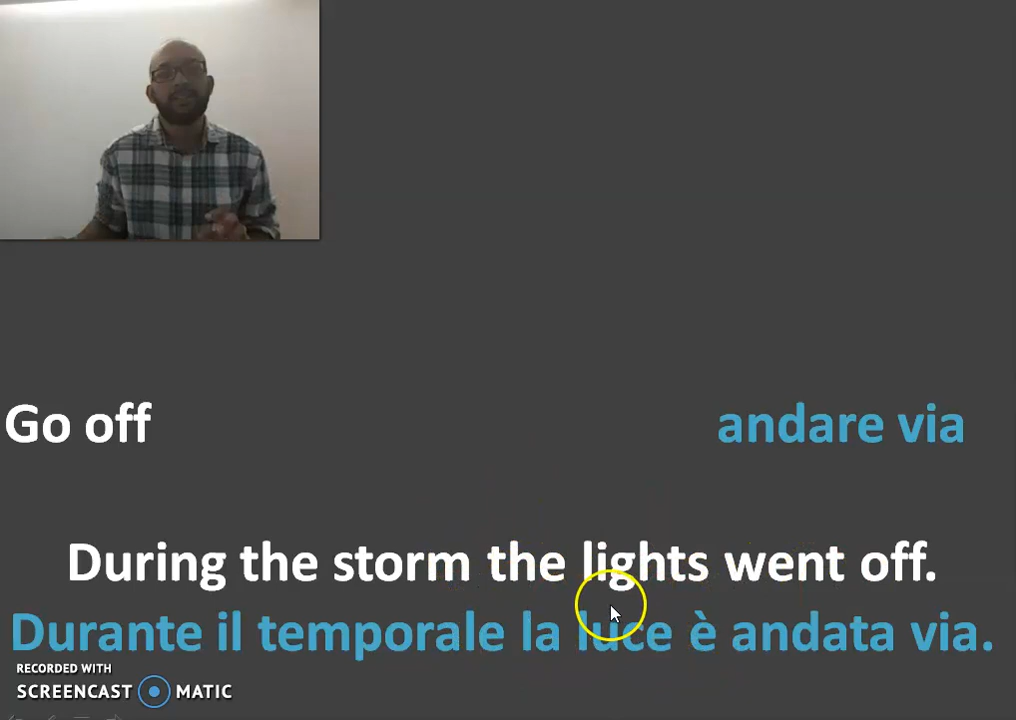 Go off andare via
During the storm the lights went off.
Durante il temporale la luce è andata via.
RECORDED WITH
SCREENCAST MATIC